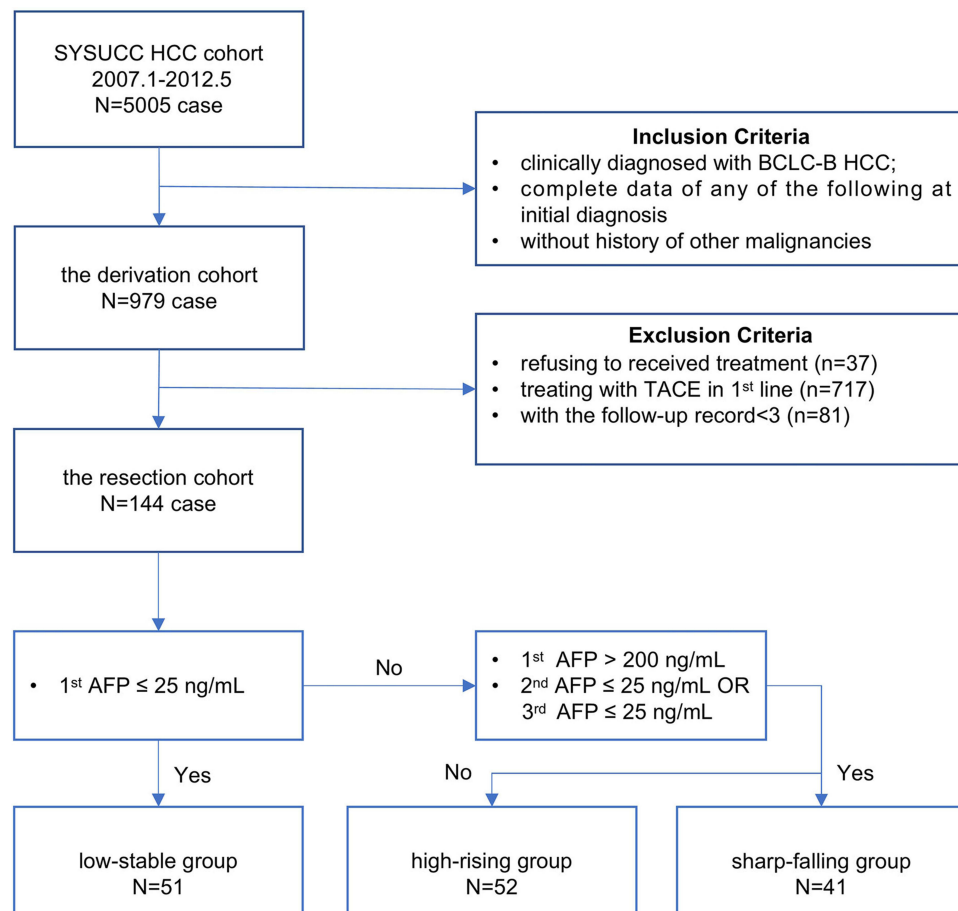 SYSUCC HCC cohort
2007.1-2012.5
N=5005 case
Inclusion Criteria
• clinically diagnosed with BCLC-B HCC;
• complete data of any of the following at
initial diagnosis
• without history of other malignancies
the derivation cohort
N=979 case
Exclusion Criteria
• refusing to received treatment (n=37)
• treating with TACE in 1st line (n=717)
• with the follow-up record<3 (n=81)
the resection cohort
N=144 case
• 1st AFP ≤ 25 ng/mL
No
• 1st AFP > 200 ng/mL
• 2nd AFP ≤ 25 ng/mL OR
3rd AFP ≤ 25 ng/mL
Yes
No
Yes
low-stable group
N=51
high-rising group
N=52
sharp-falling group
N=41